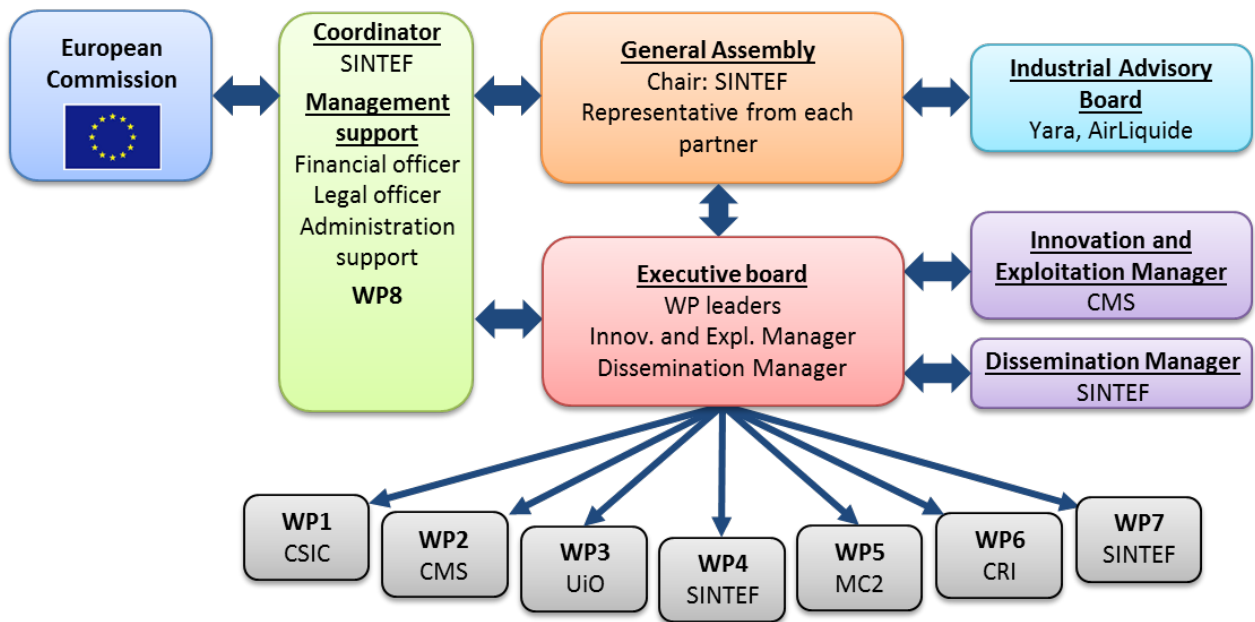 European
Commission
Coordinator
SINTEF
Management
support
Financial officer
Legal officer
Administration
support
WP8
General Assembly
Chair: SINTEF
Representative from each
partner
Industrial Advisory
Board
Yara, AirLiquide
Executive board
WP leaders
Innov. and Expl. Manager
Dissemination Manager
Innovation and
Exploitation Manager
CMS
Dissemination Manager
SINTEF
WP1
CSIC
WP2
CMS
WP3
UiO
WP4
SINTEF
WP5
MC2
WP6
CRI
WP7
SINTEF